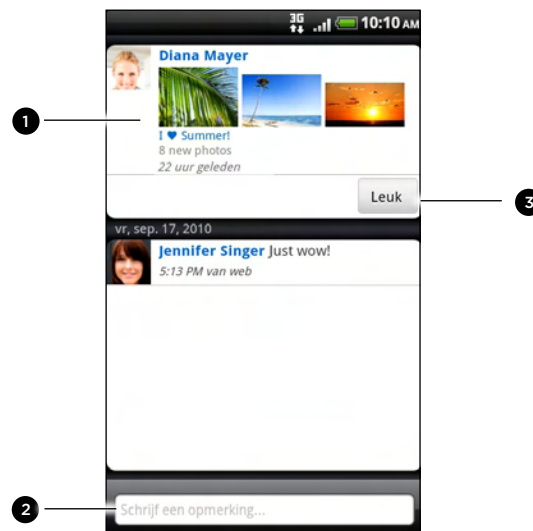 3G 10:10 AM
Diana Mayer
1
I ♥ Summer!
8 new photos
22 uur geleden
Leuk
3
vr, sep. 17, 2010
Jennifer Singer Just wow!
5:13 PM van web
2
Schrijf een opmerking...